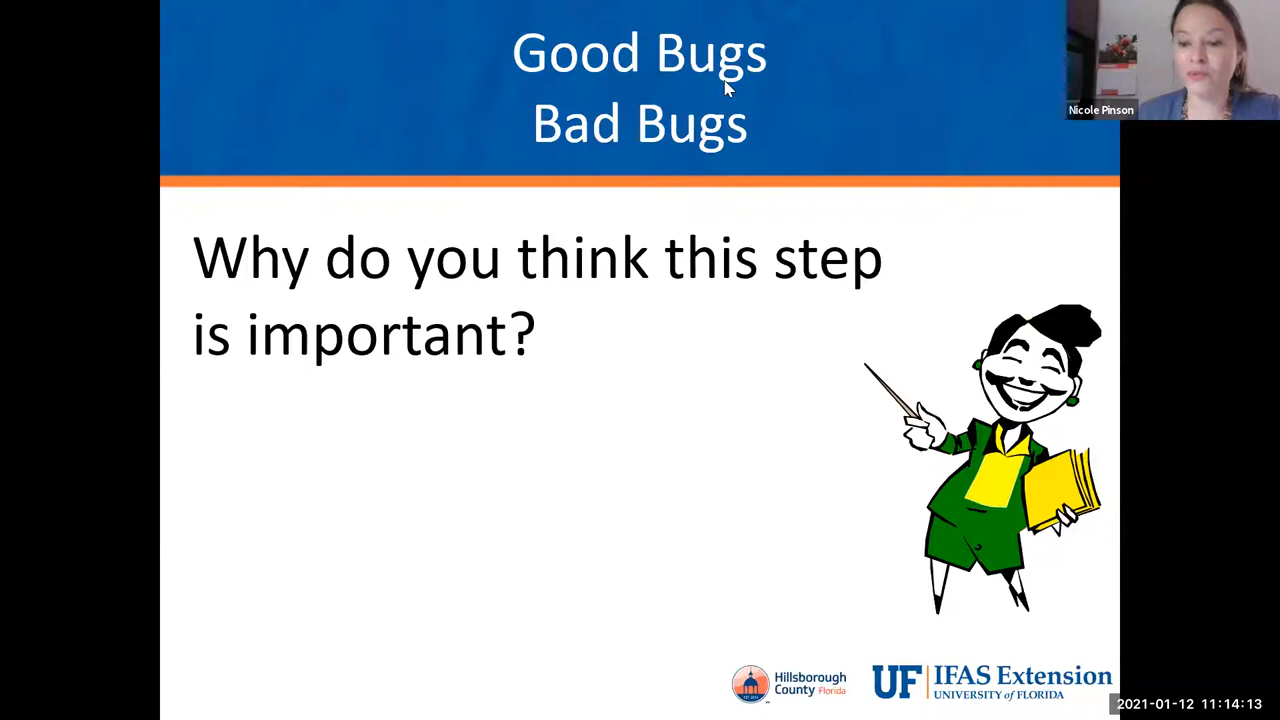 Good Bugs
Bad Bugs
Nicole Pinson
Why do you think this step
is important?
Hillsborough
County Florida
UF IFAS Extension
UNIVERSITY of FLORIDA
2021-01-12 11:14:13